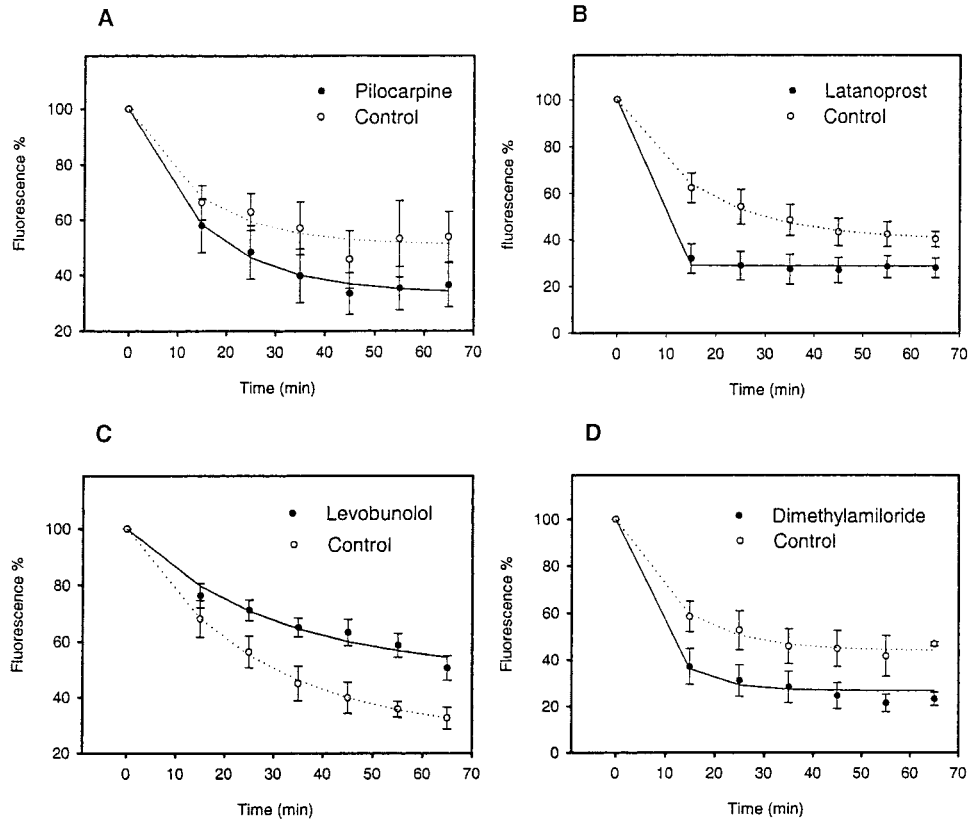 A
Pilocarpine
Control
Fluorescence %
100
80
60
40
20
0 10 20 30 40 50 60 70
Time (min)
B
Latanoprost
Control
fluorescence %
100
80
60
40
20
0
0 10 20 30 40 50 60 70
Time (min)
C
Levobunolol
Control
Fluorescence %
100
80
60
40
20
0 10 20 30 40 50 60 70
Time (min)
D
Dimethylamiloride
Control
Fluorescence %
100
80
60
40
20
0
0 10 20 30 40 50 60 70
Time (min)